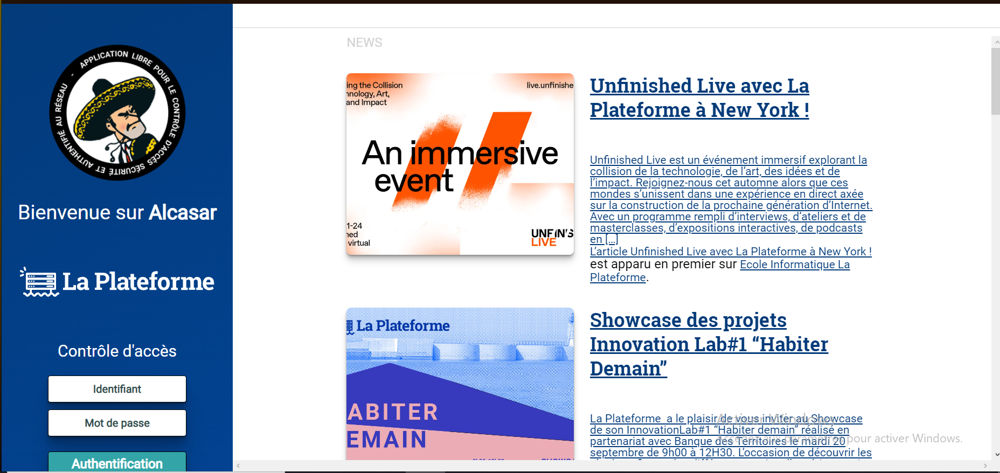 APPLICATION LIBRE POUR LE CONTRÔLE D'ACCÈS SÉCURITÉ ET AUTHENTIFIÉ AU RÉSEAU -
Bienvenue sur Alcasar
La Plateforme
Contrôle d'accès
Identifiant
Mot de passe
Authentification
NEWS
ing the Collision
hnology, Art,
and Impact
live.unfinishe
An immersive
event
1-24
ned
virtual
UNFINIS
LIVE
Unfinished Live avec La
Plateforme à New York !
Unfinished Live est un événement immersif explorant la
collision de la technologie, de l’art, des idées et de
l’impact. Rejoignez-nous cet automne alors que ces
mondes s’unissent dans une expérience en direct axée
sur la construction de la prochaine génération d’Internet.
Avec un programme rempli d’interviews, d’ateliers et de
masterclasses, d’expositions interactives, de podcasts
en […]
L’article Unfinished Live avec La Plateforme à New York !
est apparu en premier sur Ecole Informatique La
Plateforme.
La Plateforme
ABITER
EMAIN
Showcase des projets
Innovation Lab#1 “Habiter
Demain”
La Plateforme a le plaisir de vous inviter au Showcase
de son InnovationLab#1 “Habiter demain” réalisé en
partenariat avec Banque des Territoires le mardi 20
septembre de 9h00 à 12H30. L’occasion de découvrir les
Activer Windows
Accédez aux paramètres pour activer Windows.